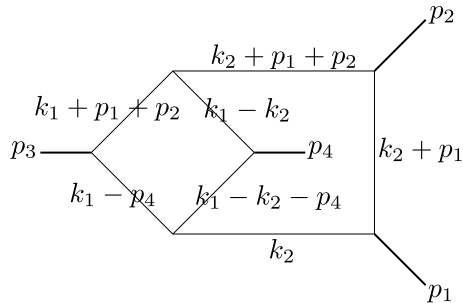 p₂
k₂ + p₁ + p₂
k₁ + p₁ + p₂
k₁ − k₂
p₃
p₄
k₂ + p₁
k₁ − p₄
k₁ − k₂ − p₄
k₂
p₁